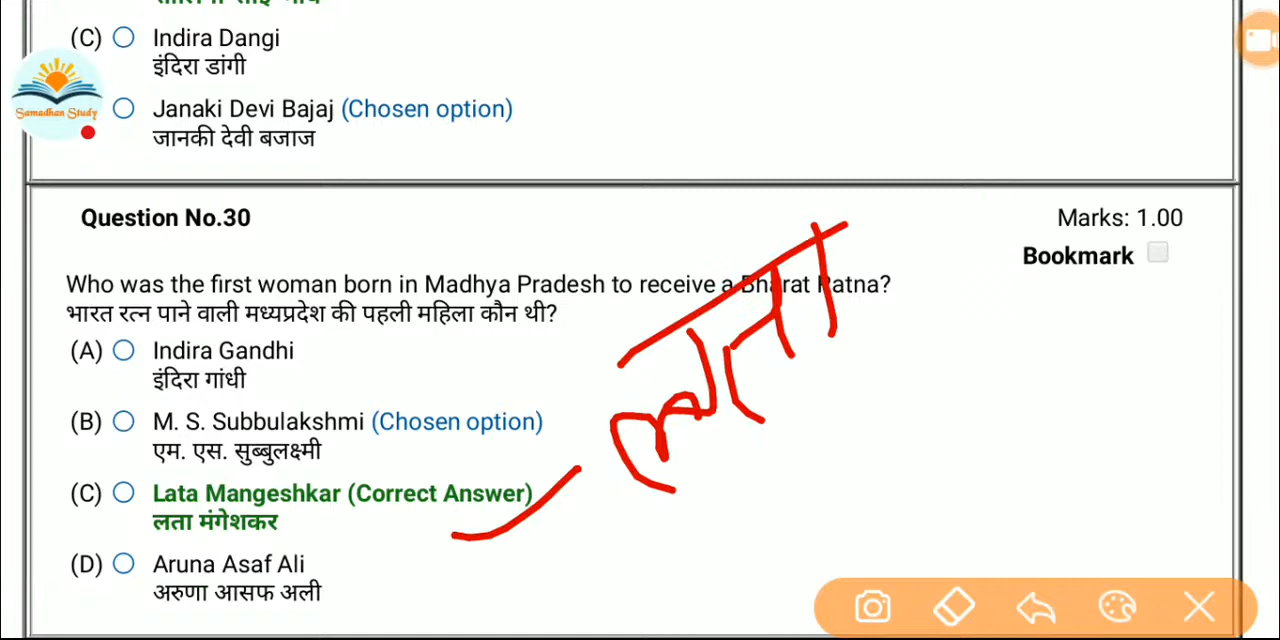 (C) Indira Dangi
इंदिरा डांगी
Samadhan Study
Janaki Devi Bajaj (Chosen option)
जानकी देवी बजाज
Question No.30
Marks: 1.00
Bookmark
Who was the first woman born in Madhya Pradesh to receive a Bharat Ratna?
भारत रत्न पाने वाली मध्यप्रदेश की पहली महिला कौन थी?
(A) Indira Gandhi
इंदिरा गांधी
(B) M. S. Subbulakshmi (Chosen option)
एम. एस. सुब्बुलक्ष्मी
लता
(C) Lata Mangeshkar (Correct Answer)
लता मंगेशकर
(D) Aruna Asaf Ali
अरुणा आसफ अली